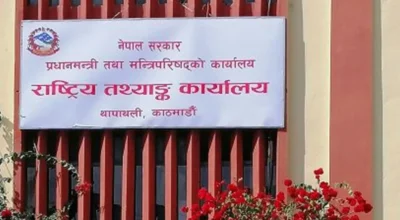 नेपाल सरकार
प्रधानमन्त्री तथा मन्त्रिपरिषद्को कार्यालय
राष्ट्रिय तथ्याङ्क कार्यालय
थापाथली, काठमाडौं